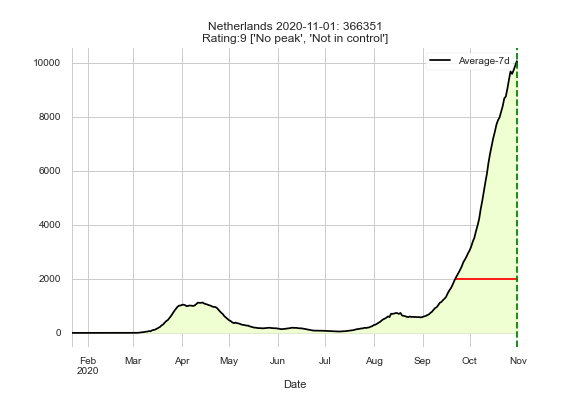 Netherlands 2020-11-01: 366351
Rating:9 ['No peak', 'Not in control']
Average-7d
10000
8000
6000
4000
2000
0
Feb Mar Apr May Jun Jul Aug Sep Oct Nov
2020
Date